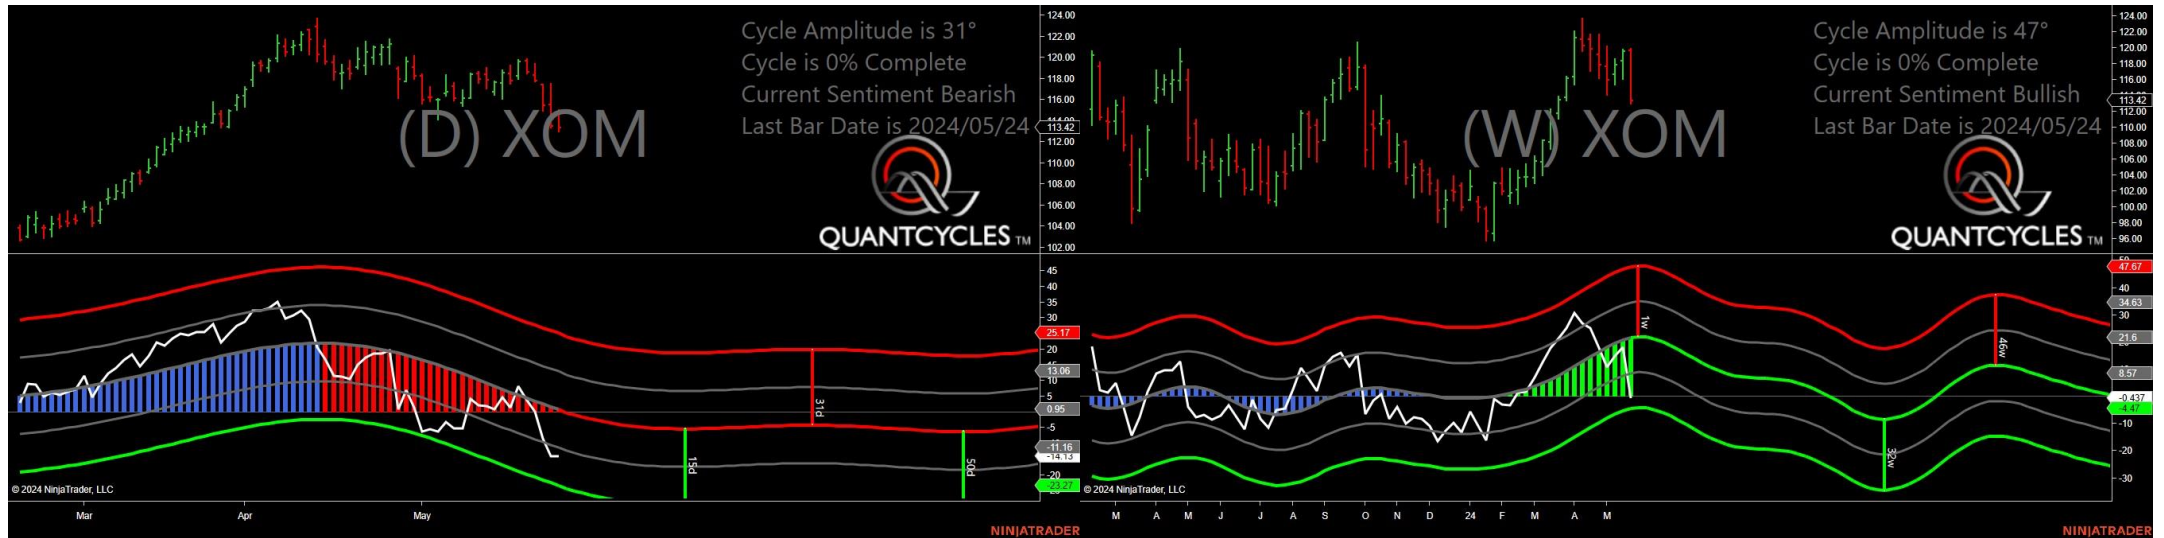 Cycle Amplitude is 31°
Cycle is 0% Complete
Current Sentiment Bearish
Last Bar Date is 2024/05/24
(D) XOM
QUANTCYCLES TM
124.00
122.00
120.00
118.00
116.00
114.00
113.42
112.00
110.00
108.00
106.00
104.00
102.00
45
40
35
30
25.17
20
13.06
10
5
0.95
-5
-11.16
-14.13
-20
-23.27
31d
15d
50d
© 2024 NinjaTrader, LLC
Mar Apr May
NINJATRADER
Cycle Amplitude is 47°
Cycle is 0% Complete
Current Sentiment Bullish
Last Bar Date is 2024/05/24
(W) XOM
QUANTCYCLES TM
124.00
122.00
120.00
118.00
116.00
113.42
112.00
110.00
108.00
106.00
104.00
102.00
100.00
98.00
96.00
47.67
40
34.63
30
21.6
8.57
-0.437
-4.47
-10
-20
-30
1w
46w
32w
© 2024 NinjaTrader, LLC
M A M J J A S O N D 24 F M A M
NINJATRADER